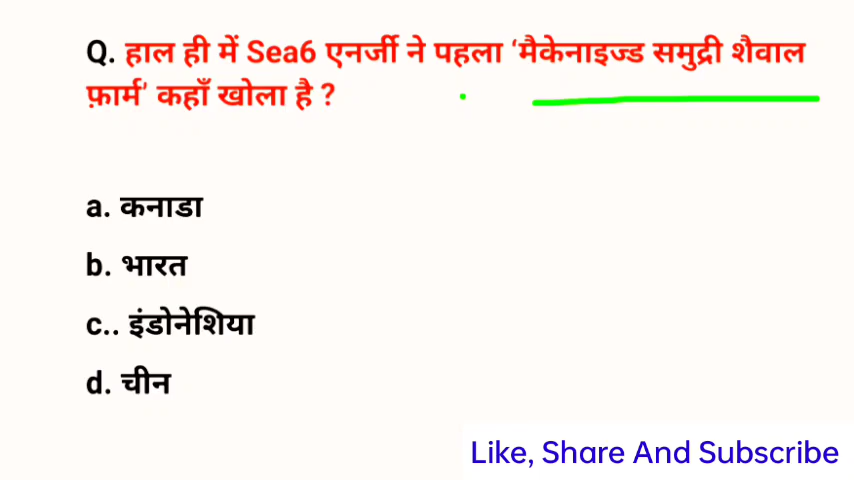 Q. हाल ही में Sea6 एनर्जी ने पहला ‘मैकेनाइज्ड समुद्री शैवाल
फ़ार्म’ कहाँ खोला है ?
a. कनाडा
b. भारत
c.. इंडोनेशिया
d. चीन
Like, Share And Subscribe